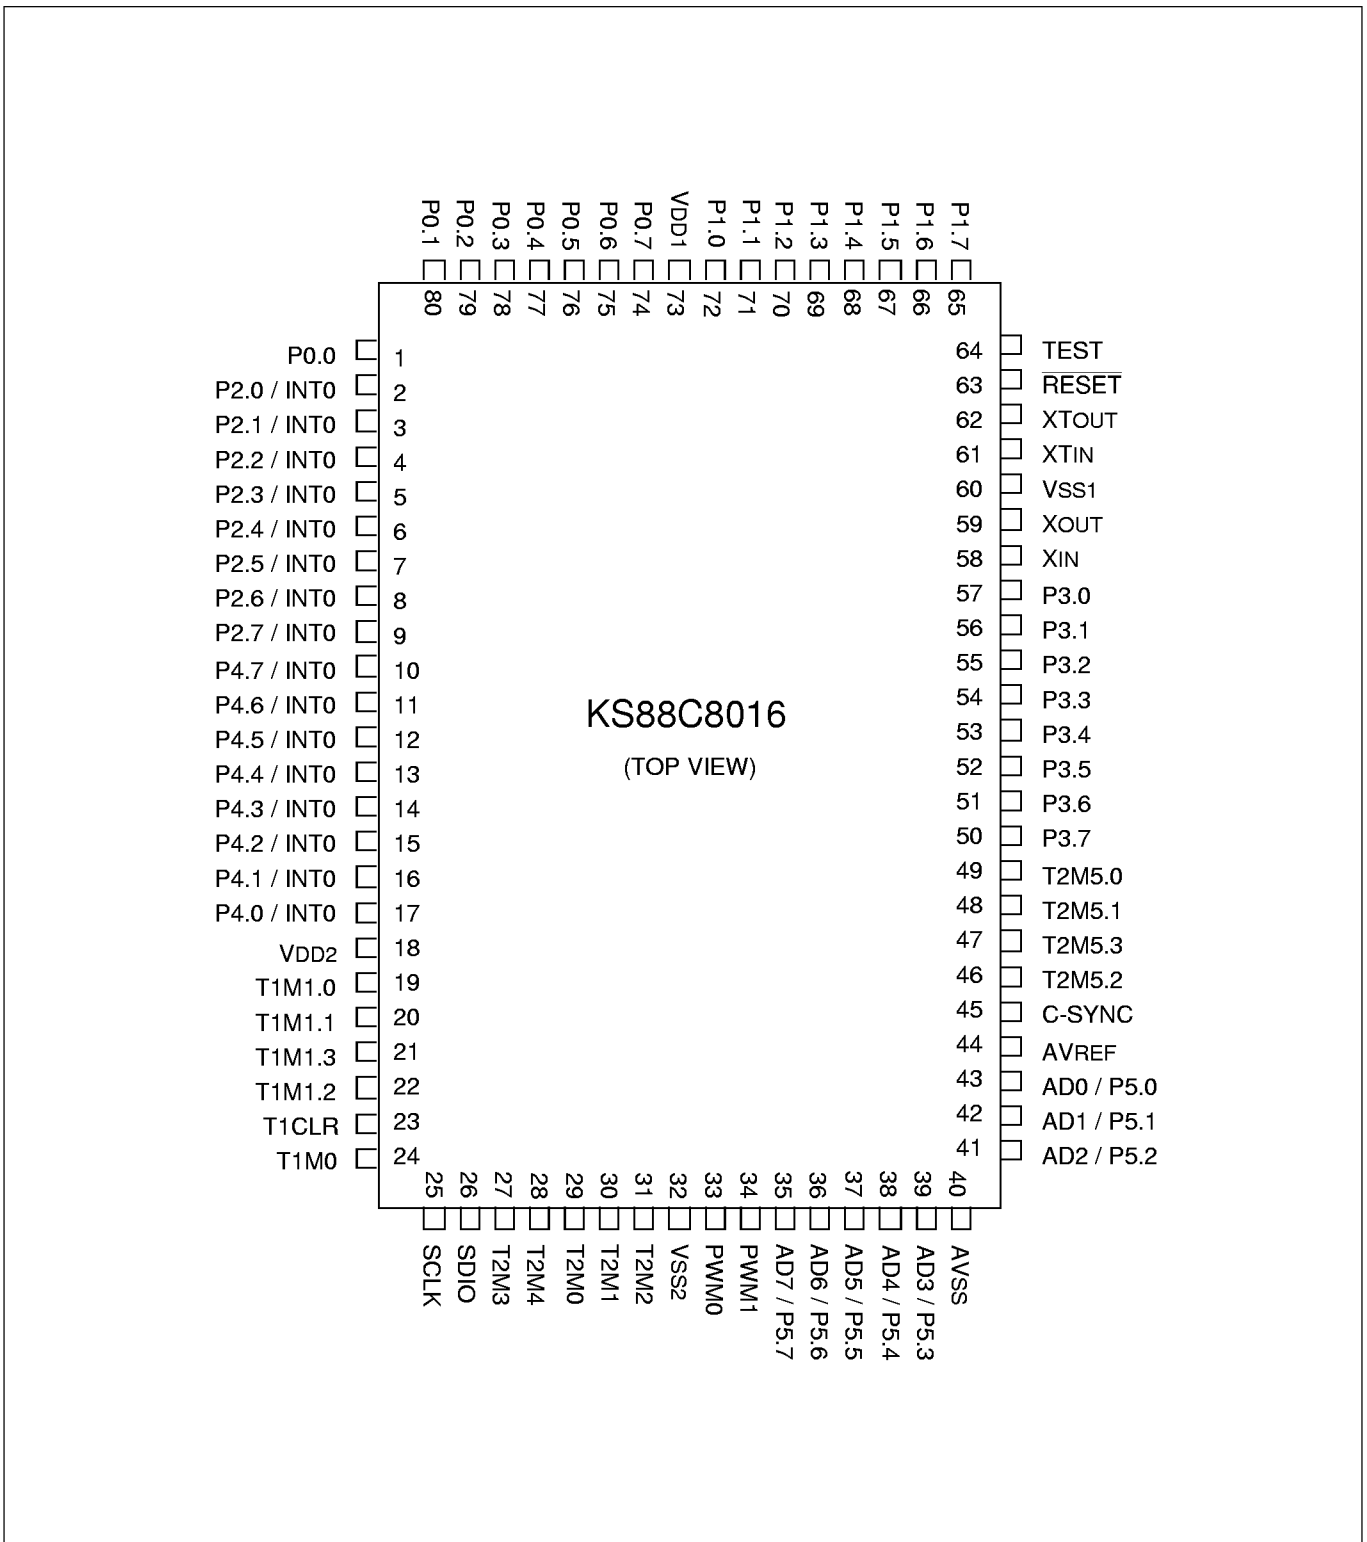 P0.1
P0.2
P0.3
P0.4
P0.5
P0.6
P0.7
VDD1
P1.0
P1.1
P1.2
P1.3
P1.4
P1.5
P1.6
P1.7
80
79
78
77
76
75
74
73
72
71
70
69
68
67
66
65
P0.0 1
P2.0 / INT0 2
P2.1 / INT0 3
P2.2 / INT0 4
P2.3 / INT0 5
P2.4 / INT0 6
P2.5 / INT0 7
P2.6 / INT0 8
P2.7 / INT0 9
P4.7 / INT0 10
P4.6 / INT0 11
P4.5 / INT0 12
P4.4 / INT0 13
P4.3 / INT0 14
P4.2 / INT0 15
P4.1 / INT0 16
P4.0 / INT0 17
VDD2 18
T1M1.0 19
T1M1.1 20
T1M1.3 21
T1M1.2 22
T1CLR 23
T1M0 24
KS88C8016
(TOP VIEW)
64 TEST
63 RESET
62 XTOUT
61 XTIN
60 VSS1
59 XOUT
58 XIN
57 P3.0
56 P3.1
55 P3.2
54 P3.3
53 P3.4
52 P3.5
51 P3.6
50 P3.7
49 T2M5.0
48 T2M5.1
47 T2M5.3
46 T2M5.2
45 C-SYNC
44 AVREF
43 AD0 / P5.0
42 AD1 / P5.1
41 AD2 / P5.2
25
26
27
28
29
30
31
32
33
34
35
36
37
38
39
40
SCLK
SDIO
T2M3
T2M4
T2M0
T2M1
T2M2
VSS2
PWM0
PWM1
AD7 / P5.7
AD6 / P5.6
AD5 / P5.5
AD4 / P5.4
AD3 / P5.3
AVSS